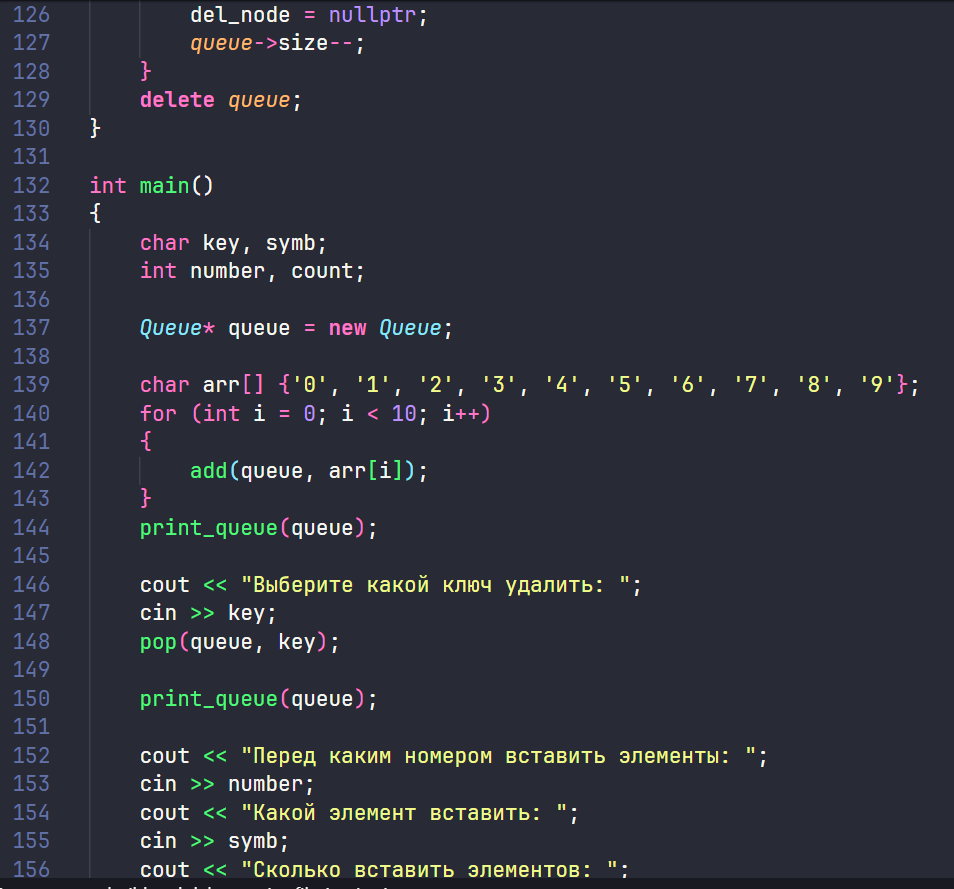 126 del_node = nullptr;
127 queue->size--;
128 }
129 delete queue;
130 }
131
132 int main()
133 {
134 char key, symb;
135 int number, count;
136
137 Queue* queue = new Queue;
138
139 char arr[] {'0', '1', '2', '3', '4', '5', '6', '7', '8', '9'};
140 for (int i = 0; i < 10; i++)
141 {
142 add(queue, arr[i]);
143 }
144 print_queue(queue);
145
146 cout << "Выберите какой ключ удалить: ";
147 cin >> key;
148 pop(queue, key);
149
150 print_queue(queue);
151
152 cout << "Перед каким номером вставить элементы: ";
153 cin >> number;
154 cout << "Какой элемент вставить: ";
155 cin >> symb;
156 cout << "Сколько вставить элементов: ";